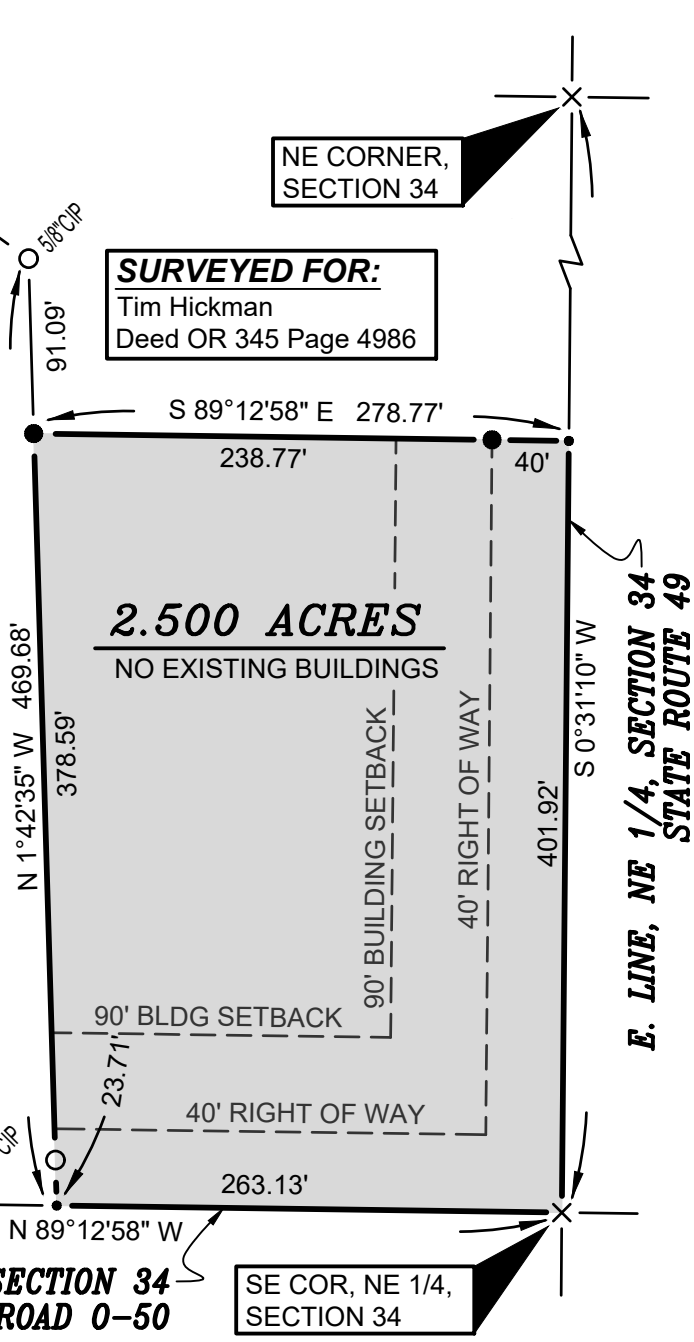 NE CORNER,
SECTION 34
5/8"CIP
SURVEYED FOR:
Tim Hickman
Deed OR 345 Page 4986
91.09'
S 89°12'58" E 278.77'
238.77'
40'
2.500 ACRES
NO EXISTING BUILDINGS
N 1°42'35" W 469.68'
378.59'
90' BUILDING SETBACK
40' RIGHT OF WAY
401.92'
S 0°31'10" W
E. LINE, NE 1/4, SECTION 34
STATE ROUTE 49
90' BLDG SETBACK
23.71'
40' RIGHT OF WAY
263.13'
N 89°12'58" W
SECTION 34
ROAD O-50
SE COR, NE 1/4,
SECTION 34